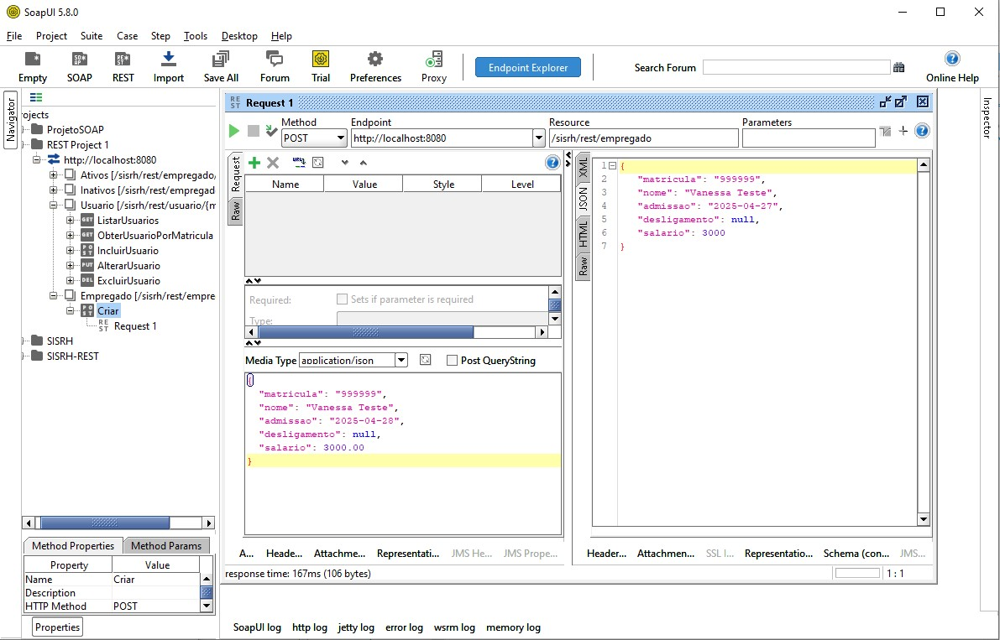 SoapUI 5.8.0
File Project Suite Case Step Tools Desktop Help
Empty SOAP REST Import Save All Forum Trial Preferences Proxy Endpoint Explorer Search Forum Online Help
Navigator
ojects
ProjetoSOAP
REST Project 1
http://localhost:8080
Ativos [/sisrh/rest/empregado/
Inativos [/sisrh/rest/empregad
Usuario [/sisrh/rest/usuario/{m
GET ListarUsuarios
GET ObterUsuarioPorMatricula
POST IncluirUsuario
PUT AlterarUsuario
DEL ExcluirUsuario
Empregado [/sisrh/rest/empre
POST Criar
REST Request 1
SISRH
SISRH-REST
Method Properties Method Params
Property Value
Name Criar
Description
HTTP Method POST
Properties
REST Request 1
Method Endpoint Resource Parameters
POST http://localhost:8080 /sisrh/rest/empregado
Request
Raw
Name Value Style Level
Required: Sets if parameter is required
Type:
Media Type application/json Post QueryString
{
"matricula": "999999",
"nome": "Vanessa Teste",
"admissao": "2025-04-28",
"desligamento": null,
"salario": 3000.00
}
A... Heade... Attachme... Representati... JMS He... JMS Prope...
XML
JSON
HTML
Raw
1 {
2 "matricula": "999999",
3 "nome": "Vanessa Teste",
4 "admissao": "2025-04-27",
5 "desligamento": null,
6 "salario": 3000
7 }
Header... Attachmen... SSL I... Representatio... Schema (con... JMS...
response time: 167ms (106 bytes)
1 : 1
Inspector
SoapUI log http log jetty log error log wsrm log memory log